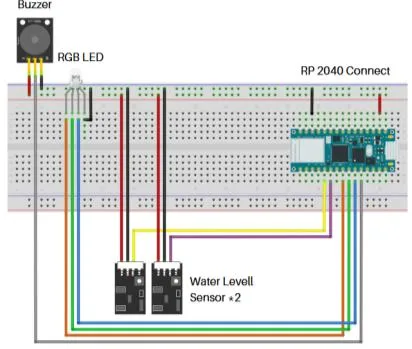 Buzzer
RGB LED
RP 2040 Connect
Water Levell
Sensor *2